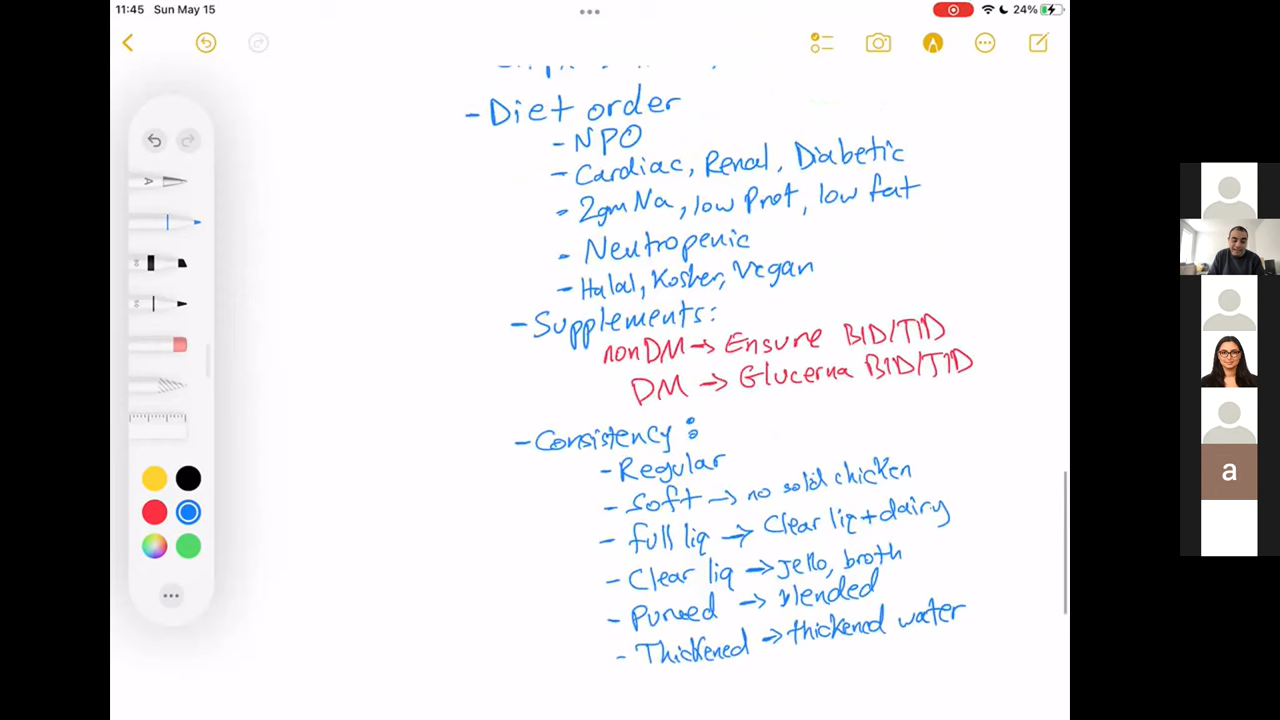 11:45 Sun May 15
24%
- Diet order
- NPO
- Cardiac, Renal, Diabetic
- 2gm Na, low Prot, low fat
- Neutropenic
- Halal, Kosher, Vegan
- Supplements:
nonDM → Ensure BID/TID
DM → Glucerna BID/TID
- Consistency:
- Regular
- Soft → no solid chicken
- full liq → Clear liq + dairy
- Clear liq → Jello, broth
- Pureed → blended
- Thickened → thickened water
A
a